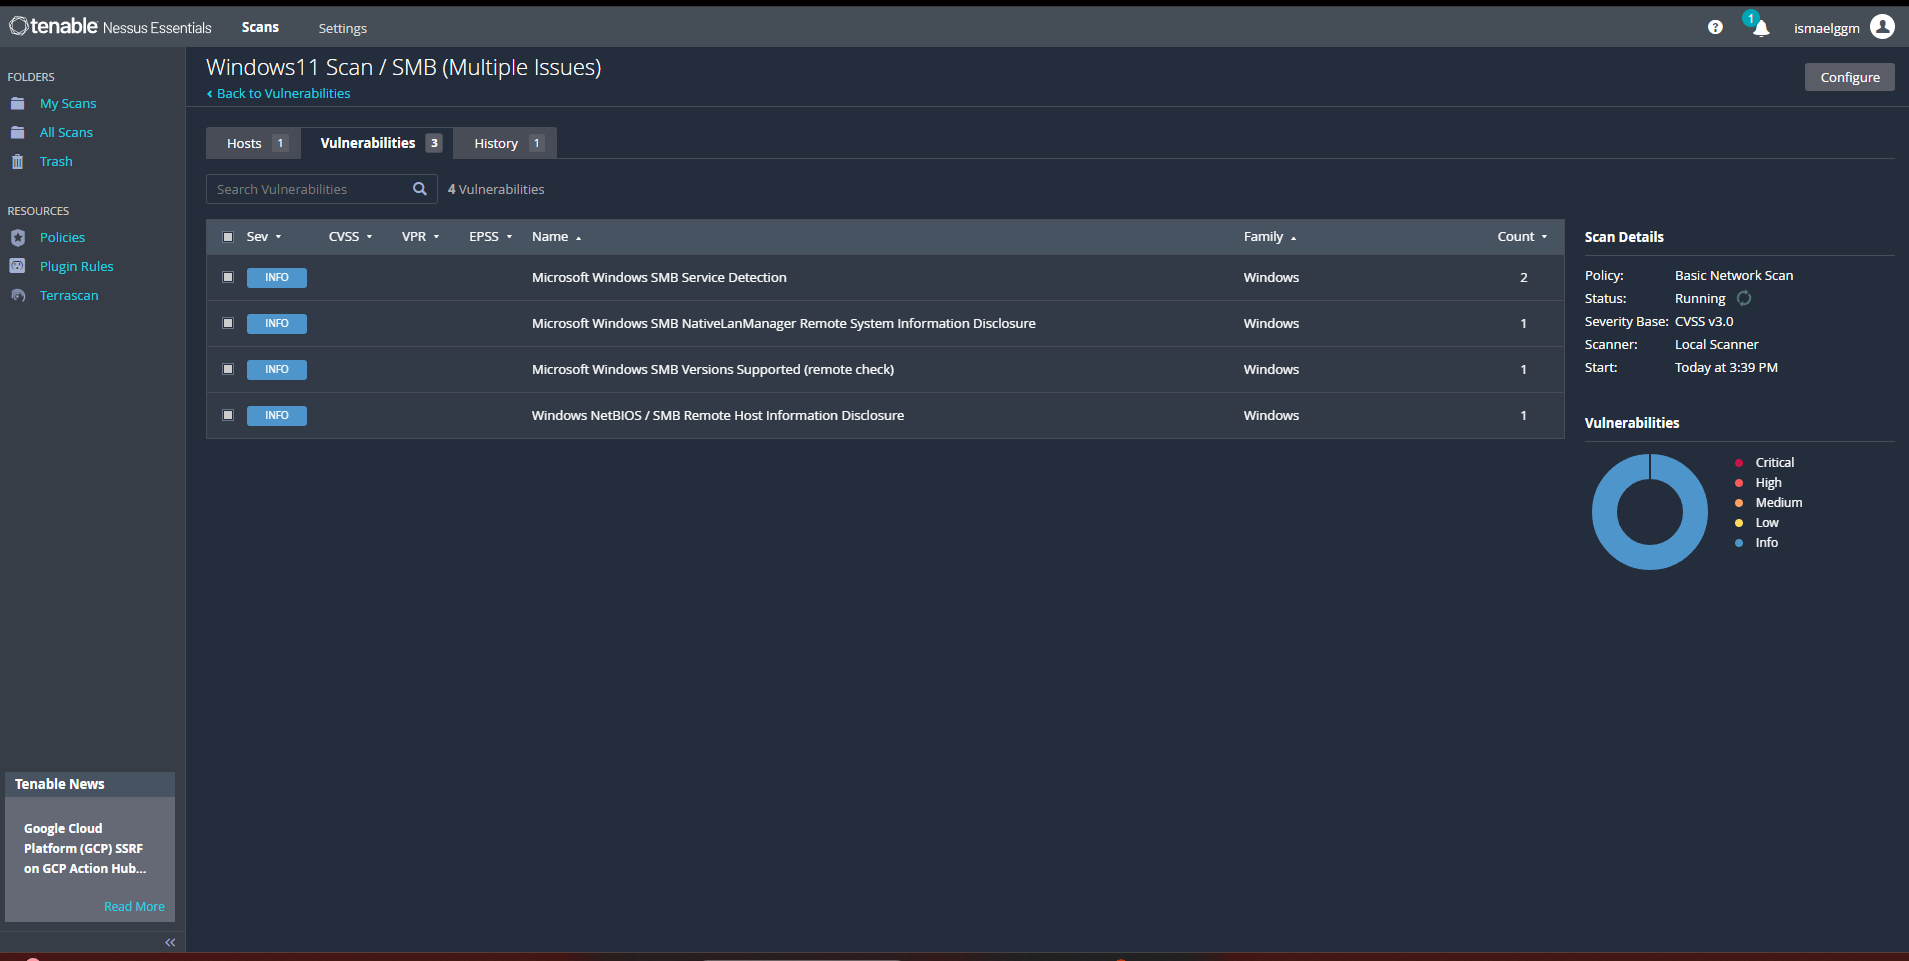 tenable Nessus Essentials Scans Settings 1 ismaelggm
FOLDERS
My Scans
All Scans
Trash
RESOURCES
Policies
Plugin Rules
Terrascan
Tenable News
Google Cloud
Platform (GCP) SSRF
on GCP Action Hub...
Read More
Windows11 Scan / SMB (Multiple Issues)
Back to Vulnerabilities
Configure
Hosts 1 Vulnerabilities 3 History 1
Search Vulnerabilities 4 Vulnerabilities
Sev CVSS VPR EPSS Name Family Count
INFO Microsoft Windows SMB Service Detection Windows 2
INFO Microsoft Windows SMB NativeLanManager Remote System Information Disclosure Windows 1
INFO Microsoft Windows SMB Versions Supported (remote check) Windows 1
INFO Windows NetBIOS / SMB Remote Host Information Disclosure Windows 1
Scan Details
Policy: Basic Network Scan
Status: Running
Severity Base: CVSS v3.0
Scanner: Local Scanner
Start: Today at 3:39 PM
Vulnerabilities
Critical
High
Medium
Low
Info